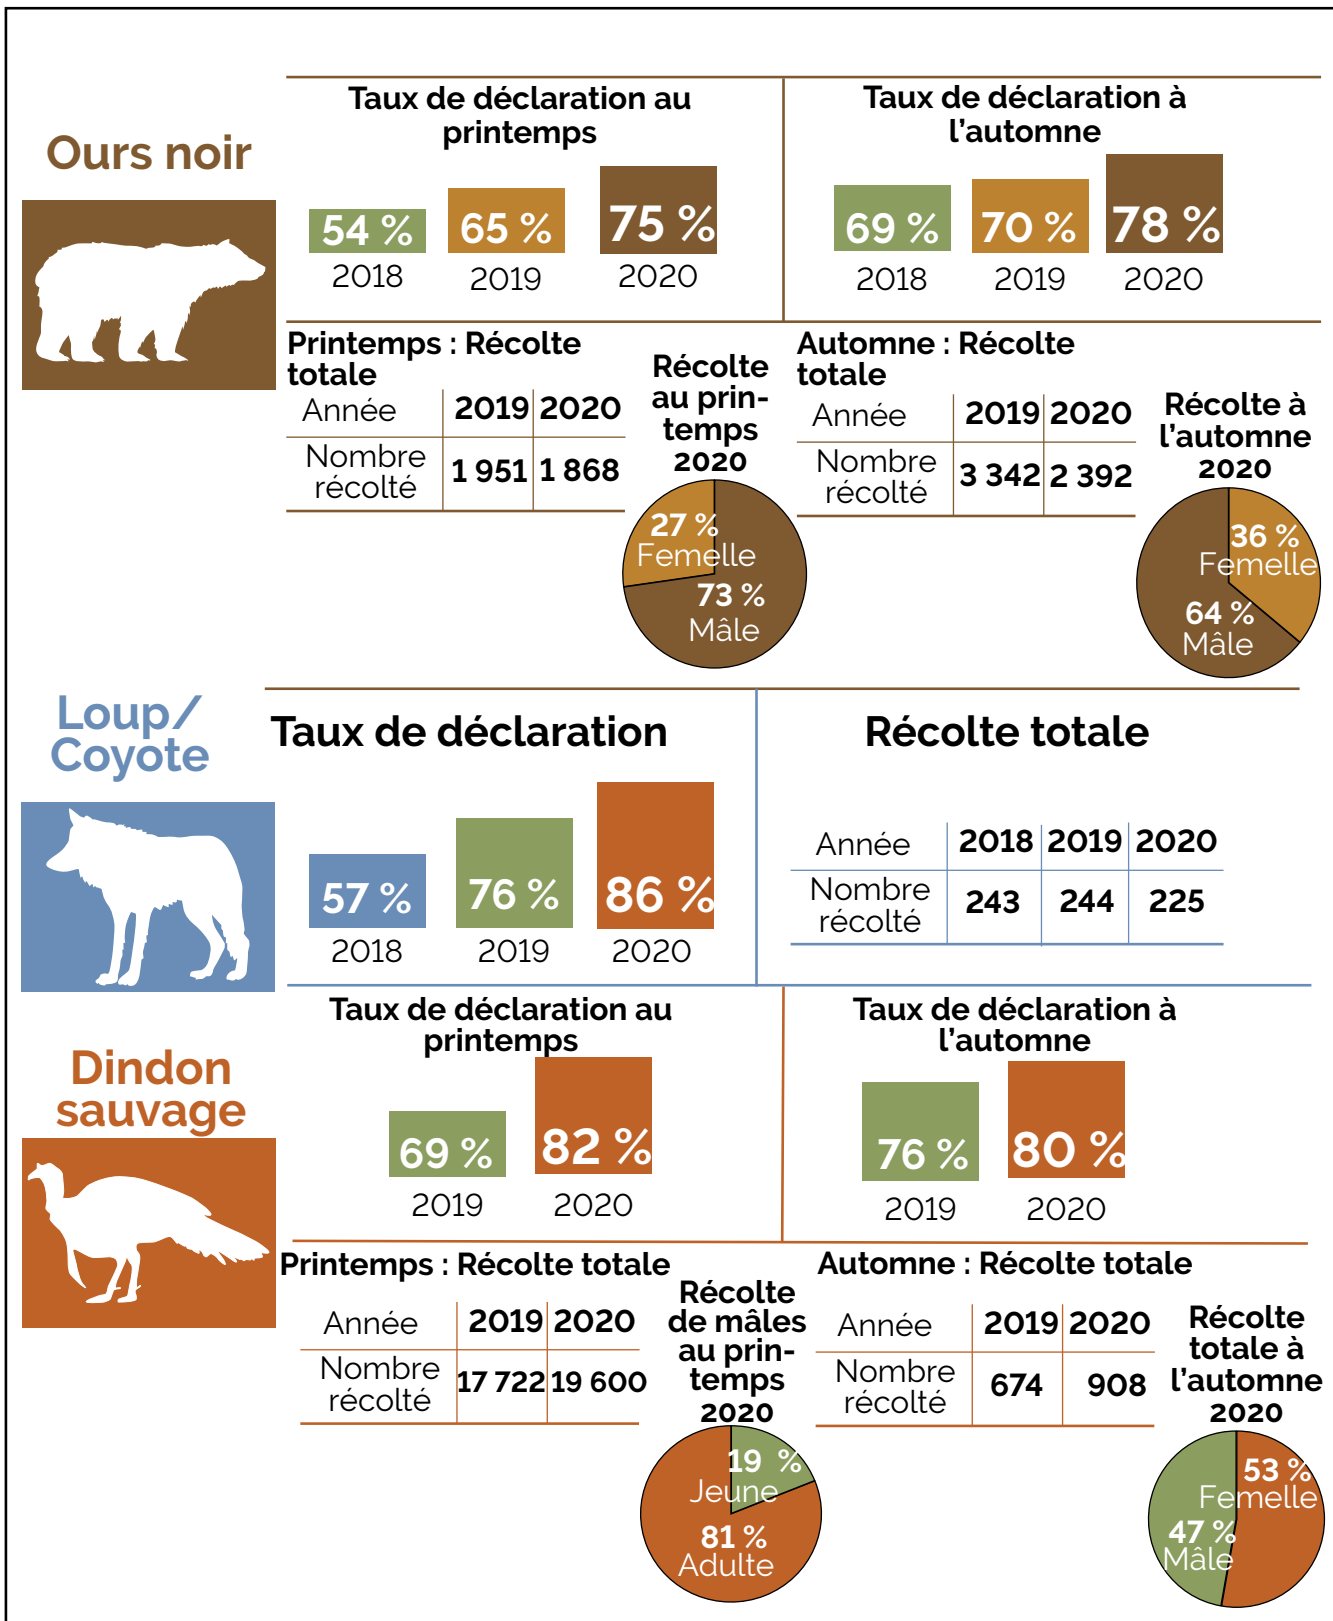 Ours noir
Taux de déclaration au
printemps
54 %
65 %
75 %
2018
2019
2020
Taux de déclaration à
l'automne
69 %
70 %
78 %
2018
2019
2020
Printemps : Récolte
totale
Année 2019 2020
Nombre
récolté
1 951 1 868
Récolte
au prin-
temps
2020
27 %
Femelle
73 %
Mâle
Automne : Récolte
totale
Année 2019 2020
Nombre
récolté
3 342 2 392
Récolte à
l'automne
2020
36 %
Femelle
64 %
Mâle
Loup/
Coyote
Taux de déclaration
57 %
76 %
86 %
2018
2019
2020
Récolte totale
Année 2018 2019 2020
Nombre
récolté
243 244 225
Dindon
sauvage
Taux de déclaration au
printemps
69 %
82 %
2019
2020
Taux de déclaration à
l'automne
76 %
80 %
2019
2020
Printemps : Récolte totale
Année 2019 2020
Nombre
récolté
17 722 19 600
Récolte
de mâles
au prin-
temps
2020
19 %
Jeune
81 %
Adulte
Automne : Récolte totale
Année 2019 2020
Nombre
récolté
674 908
Récolte
totale à
l'automne
2020
53 %
Femelle
47 %
Mâle